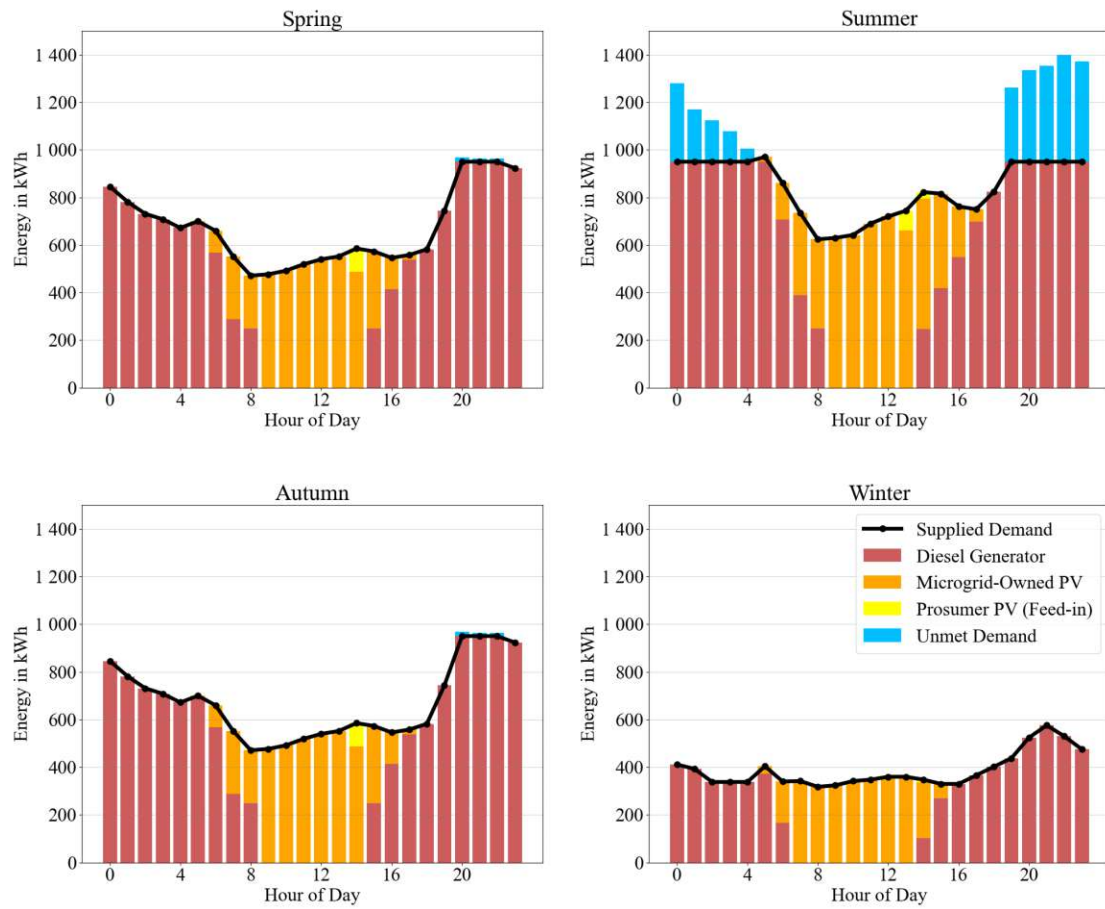 Spring
1 400
1 200
1 000
800
600
400
200
0
Energy in kWh
0 4 8 12 16 20
Hour of Day
Summer
1 400
1 200
1 000
800
600
400
200
0
Energy in kWh
0 4 8 12 16 20
Hour of Day
Autumn
1 400
1 200
1 000
800
600
400
200
0
Energy in kWh
0 4 8 12 16 20
Hour of Day
Winter
1 400
1 200
1 000
800
600
400
200
0
Energy in kWh
0 4 8 12 16 20
Hour of Day
Supplied Demand
Diesel Generator
Microgrid-Owned PV
Prosumer PV (Feed-in)
Unmet Demand